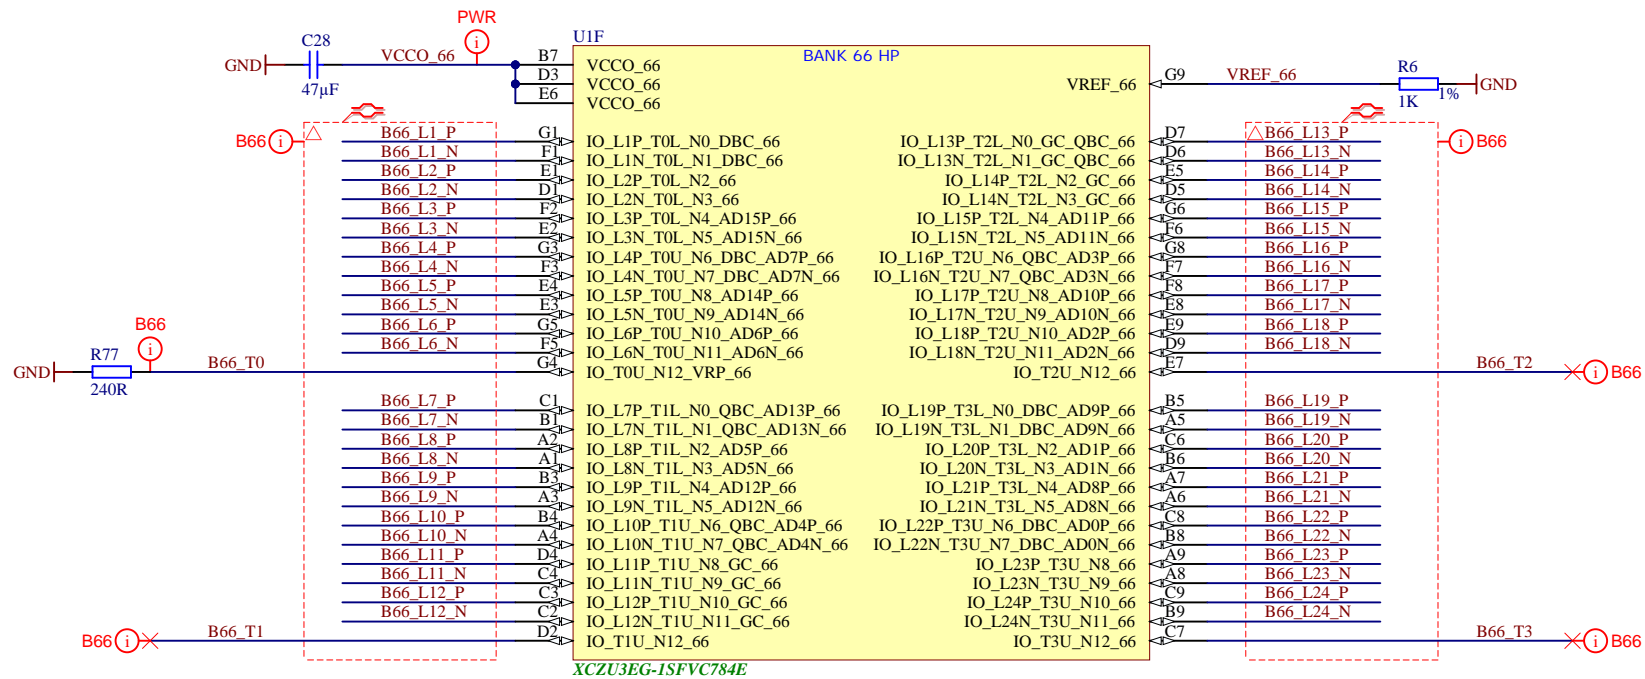 PWR
C28
U1F
BANK 66 HP
GND
VCCO_66
B7
VCCO_66
D3
VCCO_66
E6
VCCO_66
47µF
VREF_66
G9
VREF_66
R6
1K
1%
GND
B66
i
B66_L1_P
G1
IO_L1P_T0L_N0_DBC_66
B66_L1_N
F1
IO_L1N_T0L_N1_DBC_66
B66_L2_P
E1
IO_L2P_T0L_N2_66
B66_L2_N
D1
IO_L2N_T0L_N3_66
B66_L3_P
F2
IO_L3P_T0L_N4_AD15P_66
B66_L3_N
E2
IO_L3N_T0L_N5_AD15N_66
B66_L4_P
G3
IO_L4P_T0U_N6_DBC_AD7P_66
B66_L4_N
F3
IO_L4N_T0U_N7_DBC_AD7N_66
B66_L5_P
E4
IO_L5P_T0U_N8_AD14P_66
B66_L5_N
E3
IO_L5N_T0U_N9_AD14N_66
B66_L6_P
G5
IO_L6P_T0U_N10_AD6P_66
B66_L6_N
F5
IO_L6N_T0U_N11_AD6N_66
B66
i
R77
GND
240R
B66_T0
G4
IO_T0U_N12_VRP_66
B66_L7_P
C1
IO_L7P_T1L_N0_QBC_AD13P_66
B66_L7_N
B1
IO_L7N_T1L_N1_QBC_AD13N_66
B66_L8_P
A2
IO_L8P_T1L_N2_AD5P_66
B66_L8_N
A1
IO_L8N_T1L_N3_AD5N_66
B66_L9_P
B3
IO_L9P_T1L_N4_AD12P_66
B66_L9_N
A3
IO_L9N_T1L_N5_AD12N_66
B66_L10_P
B4
IO_L10P_T1U_N6_QBC_AD4P_66
B66_L10_N
A4
IO_L10N_T1U_N7_QBC_AD4N_66
B66_L11_P
D4
IO_L11P_T1U_N8_GC_66
B66_L11_N
C4
IO_L11N_T1U_N9_GC_66
B66_L12_P
C3
IO_L12P_T1U_N10_GC_66
B66_L12_N
C2
IO_L12N_T1U_N11_GC_66
B66
i
B66_T1
D2
IO_T1U_N12_66
IO_L13P_T2L_N0_GC_QBC_66
D7
B66_L13_P
i
B66
IO_L13N_T2L_N1_GC_QBC_66
D6
B66_L13_N
IO_L14P_T2L_N2_GC_66
E5
B66_L14_P
IO_L14N_T2L_N3_GC_66
D5
B66_L14_N
IO_L15P_T2L_N4_AD11P_66
G6
B66_L15_P
IO_L15N_T2L_N5_AD11N_66
F6
B66_L15_N
IO_L16P_T2U_N6_QBC_AD3P_66
G8
B66_L16_P
IO_L16N_T2U_N7_QBC_AD3N_66
F7
B66_L16_N
IO_L17P_T2U_N8_AD10P_66
F8
B66_L17_P
IO_L17N_T2U_N9_AD10N_66
E8
B66_L17_N
IO_L18P_T2U_N10_AD2P_66
E9
B66_L18_P
IO_L18N_T2U_N11_AD2N_66
D9
B66_L18_N
IO_T2U_N12_66
E7
B66_T2
i
B66
IO_L19P_T3L_N0_DBC_AD9P_66
B5
B66_L19_P
IO_L19N_T3L_N1_DBC_AD9N_66
A5
B66_L19_N
IO_L20P_T3L_N2_AD1P_66
C6
B66_L20_P
IO_L20N_T3L_N3_AD1N_66
B6
B66_L20_N
IO_L21P_T3L_N4_AD8P_66
A7
B66_L21_P
IO_L21N_T3L_N5_AD8N_66
A6
B66_L21_N
IO_L22P_T3U_N6_DBC_AD0P_66
C8
B66_L22_P
IO_L22N_T3U_N7_DBC_AD0N_66
B8
B66_L22_N
IO_L23P_T3U_N8_66
A9
B66_L23_P
IO_L23N_T3U_N9_66
A8
B66_L23_N
IO_L24P_T3U_N10_66
C9
B66_L24_P
IO_L24N_T3U_N11_66
B9
B66_L24_N
IO_T3U_N12_66
C7
B66_T3
i
B66
XCZU3EG-1SFVC784E